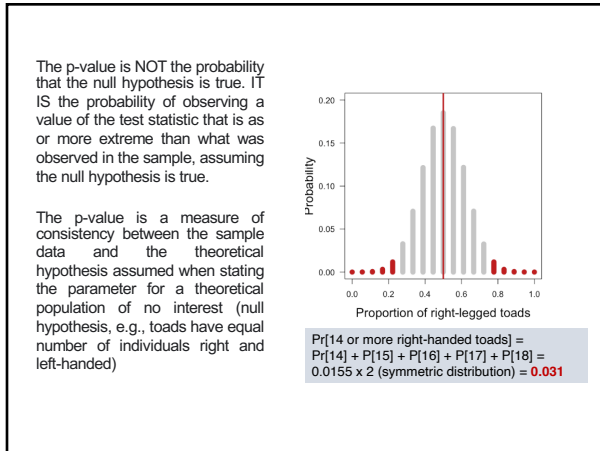 The p-value is NOT the probability
that the null hypothesis is true. IT
IS the probability of observing a
value of the test statistic that is as
or more extreme than what was
observed in the sample, assuming
the null hypothesis is true.
The p-value is a measure of
consistency between the sample
data and the theoretical
hypothesis assumed when stating
the parameter for a theoretical
population of no interest (null
hypothesis, e.g., toads have equal
number of individuals right and
left-handed)
Probability
0.20
0.15
0.10
0.05
0.00
0.0 0.2 0.4 0.6 0.8 1.0
Proportion of right-legged toads
Pr[14 or more right-handed toads] =
Pr[14] + P[15] + P[16] + P[17] + P[18] =
0.0155 x 2 (symmetric distribution) = 0.031